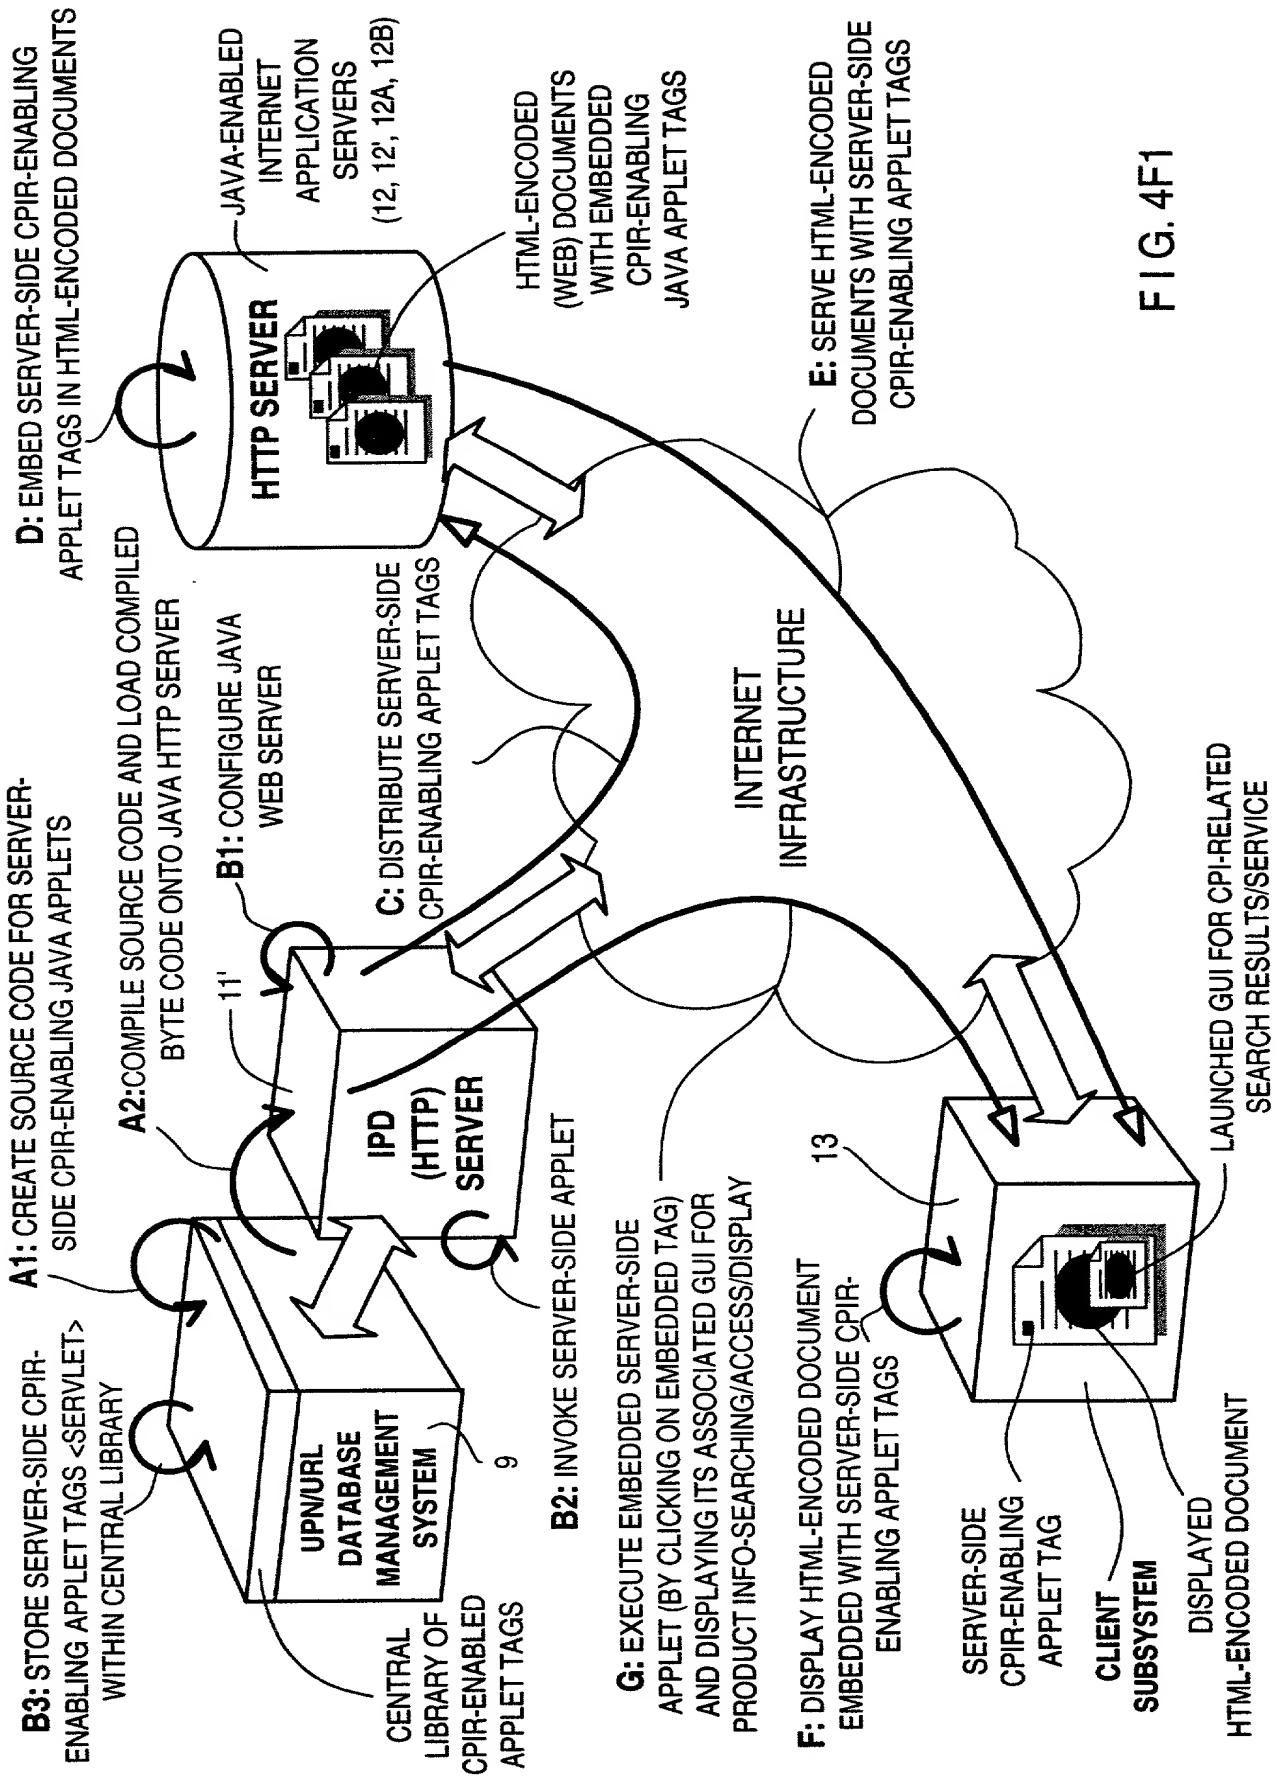 B3: STORE SERVER-SIDE CPIR-
ENABLING APPLET TAGS <SERVLET>
WITHIN CENTRAL LIBRARY
A1: CREATE SOURCE CODE FOR SERVER-
SIDE CPIR-ENABLING JAVA APPLETS
A2:COMPILE SOURCE CODE AND LOAD COMPILED
BYTE CODE ONTO JAVA HTTP SERVER
B1: CONFIGURE JAVA
WEB SERVER
D: EMBED SERVER-SIDE CPIR-ENABLING
APPLET TAGS IN HTML-ENCODED DOCUMENTS
JAVA-ENABLED
INTERNET
APPLICATION
SERVERS
(12, 12', 12A, 12B)
HTTP SERVER
HTML-ENCODED
(WEB) DOCUMENTS
WITH EMBEDDED
CPIR-ENABLING
JAVA APPLET TAGS
C: DISTRIBUTE SERVER-SIDE
CPIR-ENABLING APPLET TAGS
11'
IPD
(HTTP)
SERVER
UPN/URL
DATABASE
MANAGEMENT
SYSTEM
9
CENTRAL
LIBRARY OF
CPIR-ENABLED
APPLET TAGS
B2: INVOKE SERVER-SIDE APPLET
G: EXECUTE EMBEDDED SERVER-SIDE
APPLET (BY CLICKING ON EMBEDDED TAG)
AND DISPLAYING ITS ASSOCIATED GUI FOR
PRODUCT INFO-SEARCHING/ACCESS/DISPLAY
INTERNET
INFRASTRUCTURE
E: SERVE HTML-ENCODED
DOCUMENTS WITH SERVER-SIDE
CPIR-ENABLING APPLET TAGS
F: DISPLAY HTML-ENCODED DOCUMENT
EMBEDDED WITH SERVER-SIDE CPIR-
ENABLING APPLET TAGS
13
SERVER-SIDE
CPIR-ENABLING
APPLET TAG
CLIENT
SUBSYSTEM
DISPLAYED
HTML-ENCODED DOCUMENT
LAUNCHED GUI FOR CPI-RELATED
SEARCH RESULTS/SERVICE
FIG. 4F1